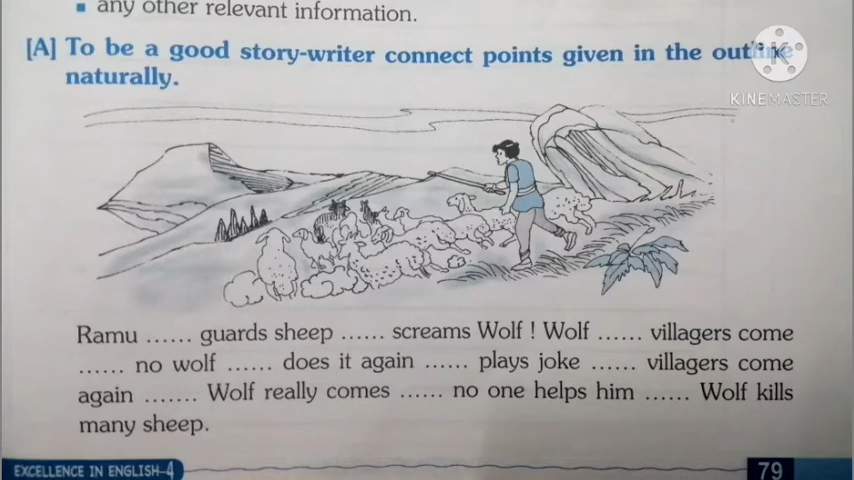 ▪ any other relevant information.
[A] To be a good story-writer connect points given in the outline
naturally.
KINEMASTER
Ramu ...... guards sheep ...... screams Wolf ! Wolf ...... villagers come
...... no wolf ...... does it again ...... plays joke ...... villagers come
again ....... Wolf really comes ...... no one helps him ...... Wolf kills
many sheep.
EXCELLENCE IN ENGLISH–4
79